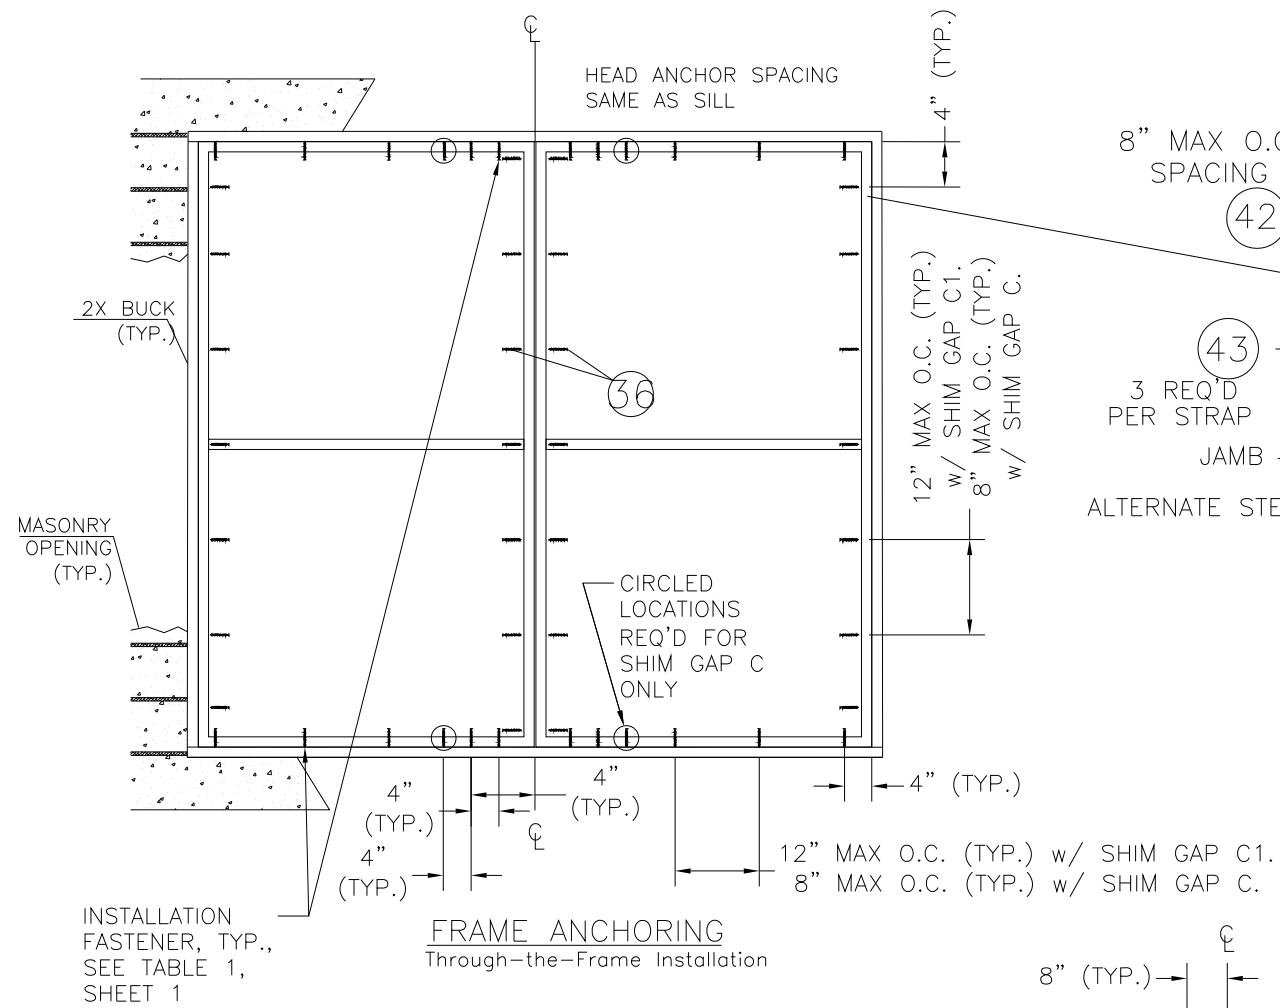 ℄
HEAD ANCHOR SPACING
SAME AS SILL
4" (TYP.)
8" MAX O.C
SPACING
42
2X BUCK
(TYP.)
12" MAX O.C. (TYP.)
w/ SHIM GAP C1.
8" MAX O.C. (TYP.)
w/ SHIM GAP C.
43
3 REQ'D
PER STRAP
JAMB
ALTERNATE STE
36
MASONRY
OPENING
(TYP.)
CIRCLED
LOCATIONS
REQ'D FOR
SHIM GAP C
ONLY
4"
(TYP.)
4"
(TYP.)
4" (TYP.)
℄
4"
(TYP.)
12" MAX O.C. (TYP.) w/ SHIM GAP C1.
8" MAX O.C. (TYP.) w/ SHIM GAP C.
INSTALLATION
FASTENER, TYP.,
SEE TABLE 1,
SHEET 1
FRAME ANCHORING
Through-the-Frame Installation
℄
8" (TYP.)